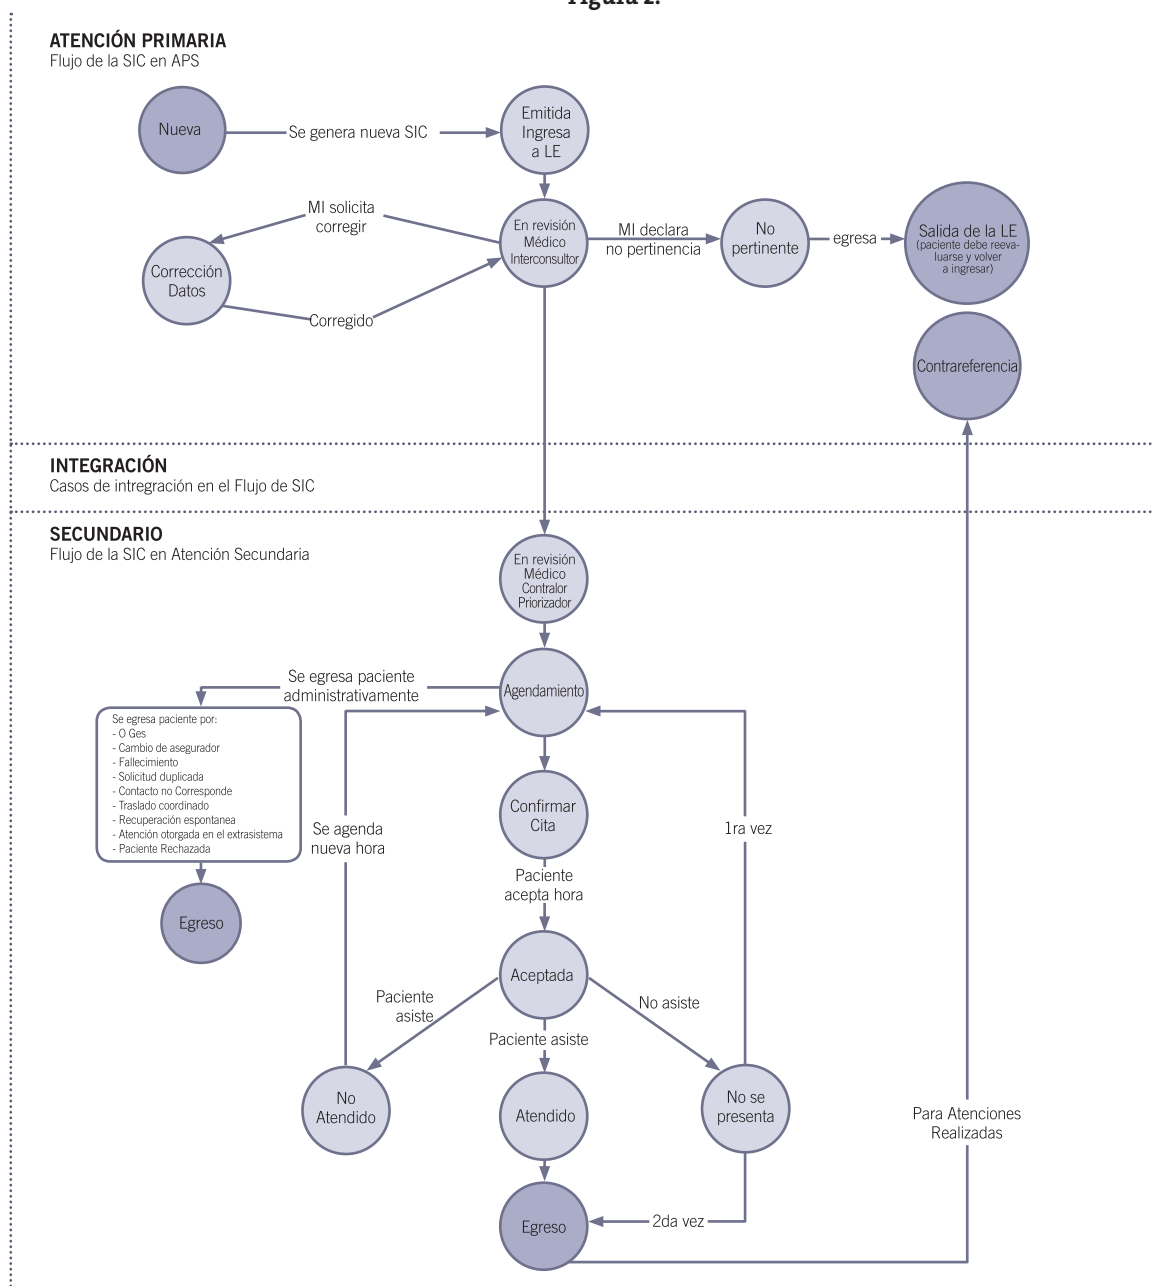 Figura 2.
ATENCIÓN PRIMARIA
Flujo de la SIC en APS
Nueva
Se genera nueva SIC
Emitida
Ingresa
a LE
MI solicita
corregir
En revisión
Médico
Interconsultor
MI declara
no pertinencia
No
pertinente
egresa
Salida de la LE
(paciente debe reeva-
luarse y volver
a ingresar)
Corrección
Datos
Corregido
Contrareferencia
INTEGRACIÓN
Casos de intregración en el Flujo de SIC
SECUNDARIO
Flujo de la SIC en Atención Secundaria
En revisión
Médico
Contralor
Priorizador
Se egresa paciente
administrativamente
Agendamiento
Se egresa paciente por:
- O Ges
- Cambio de asegurador
- Fallecimiento
- Solicitud duplicada
- Contacto no Corresponde
- Traslado coordinado
- Recuperación espontanea
- Atención otorgada en el extrasistema
- Paciente Rechazada
Confirmar
Cita
Se agenda
nueva hora
1ra vez
Paciente
acepta hora
Egreso
Aceptada
Paciente
asiste
No asiste
Paciente asiste
No
Atendido
Atendido
No se
presenta
Para Atenciones
Realizadas
Egreso
2da vez